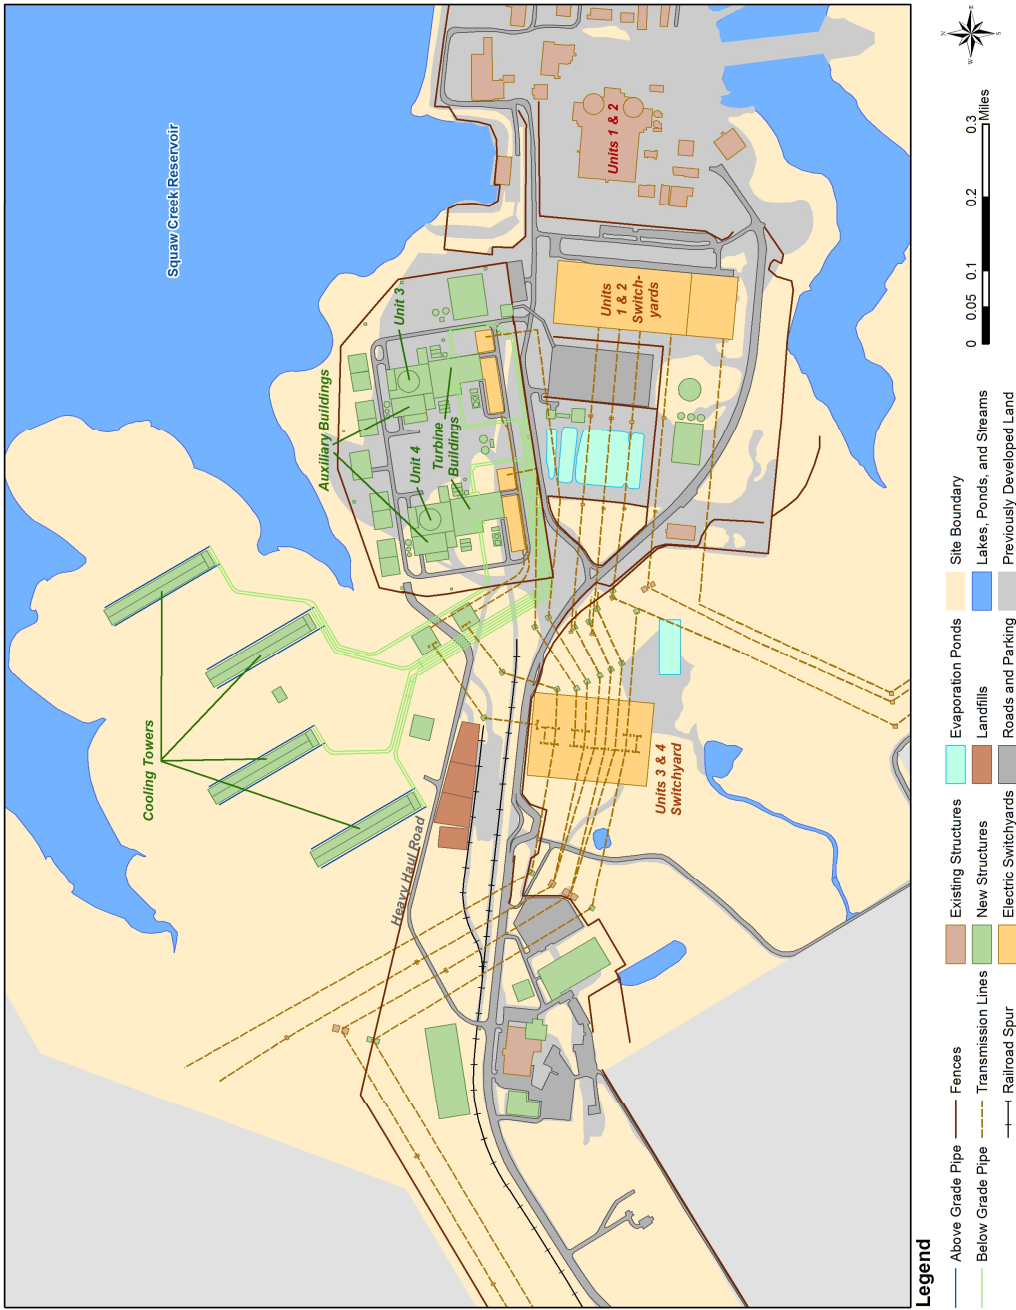 Squaw Creek Reservoir
Cooling Towers
Auxiliary Buildings
Unit 3
Unit 4
Turbine
Buildings
Units 1 & 2
Units
1 & 2
Switch-
yards
Units 3 & 4
Switchyard
Heavy Haul Road
N
S
W
E
0 0.05 0.1 0.2 0.3
Miles
Legend
Above Grade Pipe
Below Grade Pipe
Fences
Transmission Lines
Railroad Spur
Existing Structures
New Structures
Electric Switchyards
Evaporation Ponds
Landfills
Roads and Parking
Site Boundary
Lakes, Ponds, and Streams
Previously Developed Land